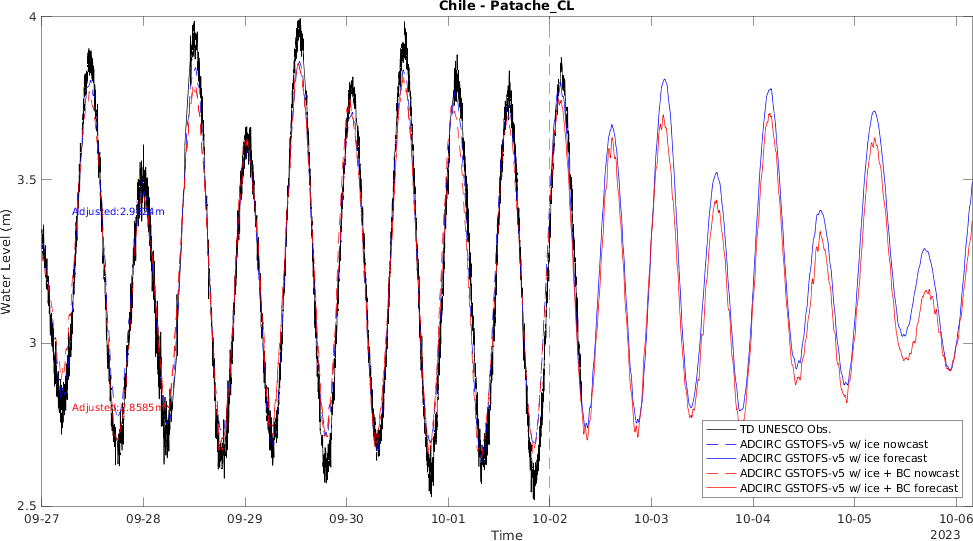 Chile - Patache_CL
4
3.5
3
2.5
Water Level (m)
Adjusted:2.9524m
Adjusted:2.8585m
TD UNESCO Obs.
ADCIRC GSTOFS-v5 w/ ice nowcast
ADCIRC GSTOFS-v5 w/ ice forecast
ADCIRC GSTOFS-v5 w/ ice + BC nowcast
ADCIRC GSTOFS-v5 w/ ice + BC forecast
09-27 09-28 09-29 09-30 10-01 10-02 10-03 10-04 10-05 10-06
2023
Time